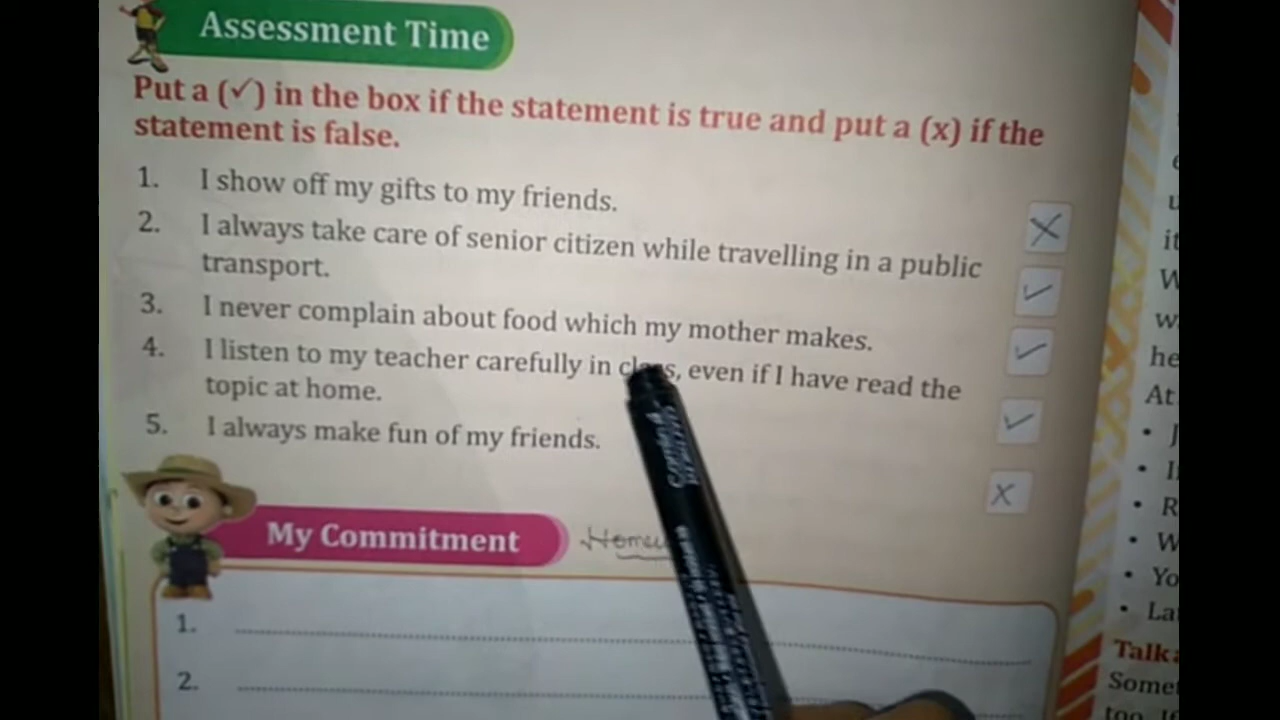 Assessment Time
Put a (✓) in the box if the statement is true and put a (x) if the
statement is false.
1. I show off my gifts to my friends.
X
2. I always take care of senior citizen while travelling in a public
transport.
✓
3. I never complain about food which my mother makes.
✓
4. I listen to my teacher carefully in class, even if I have read the
topic at home.
✓
5. I always make fun of my friends.
X
My Commitment
1.
2.
Talk
Some